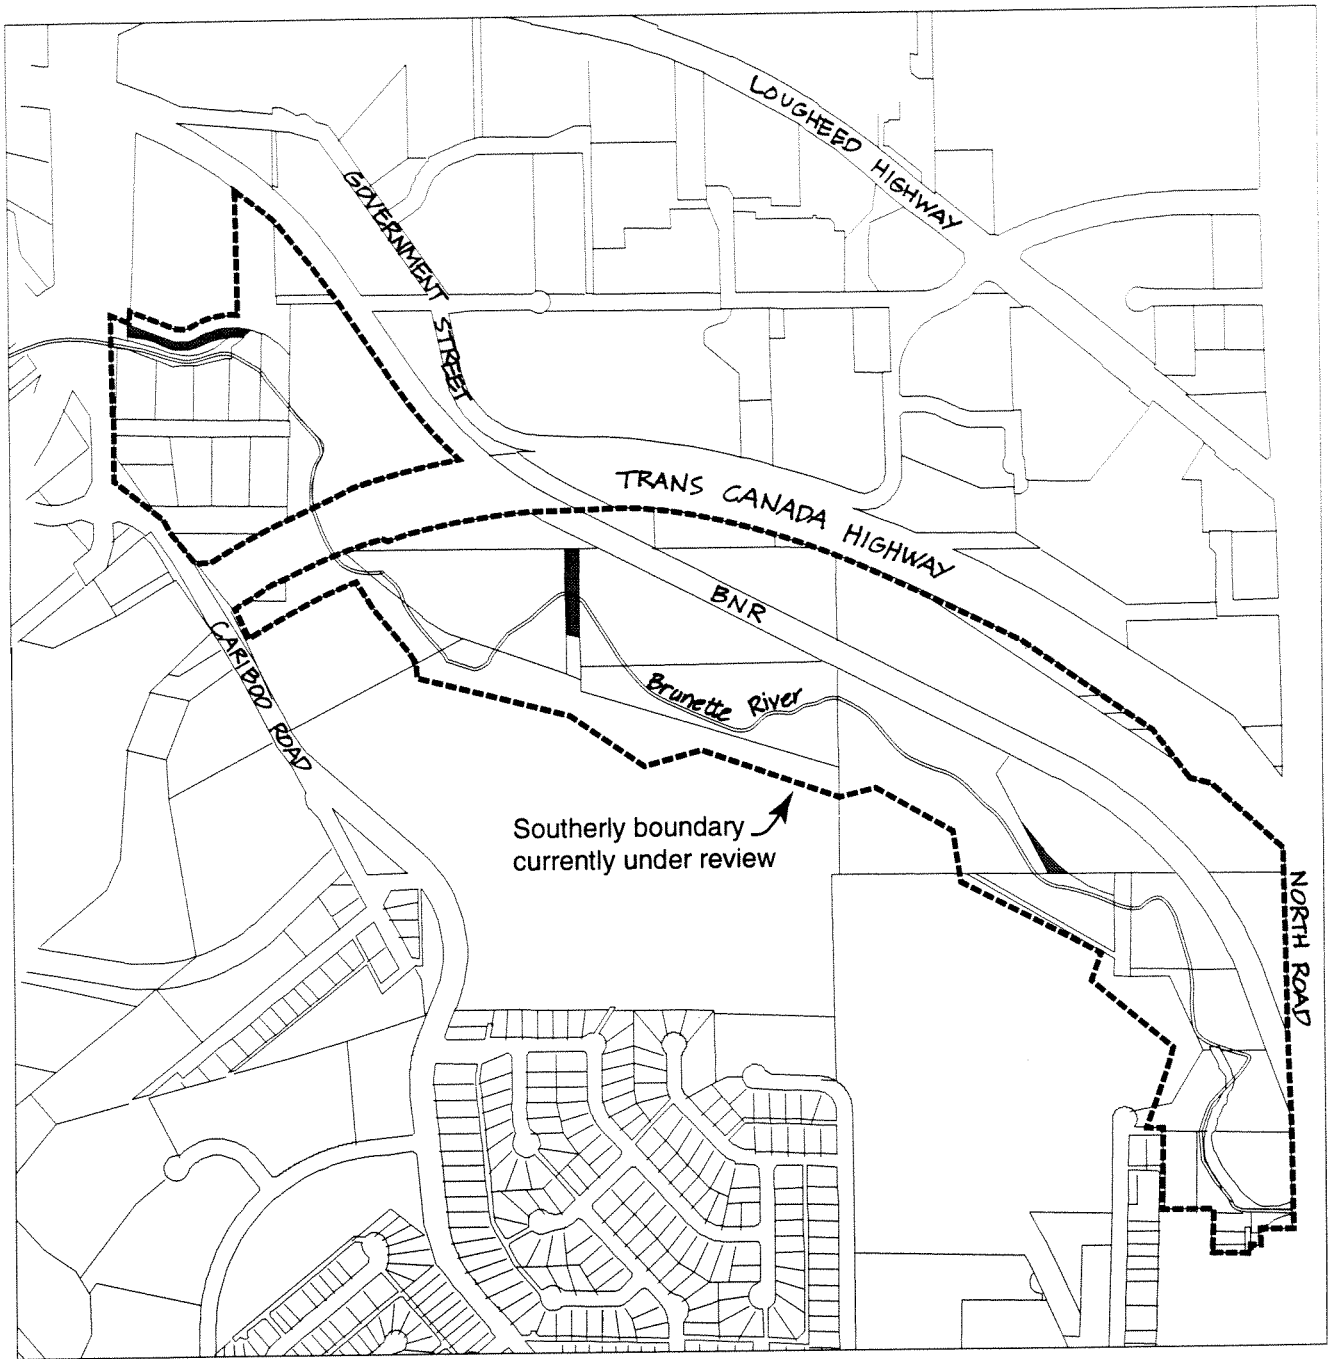 LOUGHEED HIGHWAY
GOVERNMENT STREET
TRANS CANADA HIGHWAY
BNR
CARIBOO ROAD
Brunette River
Southerly boundary
currently under review
NORTH ROAD